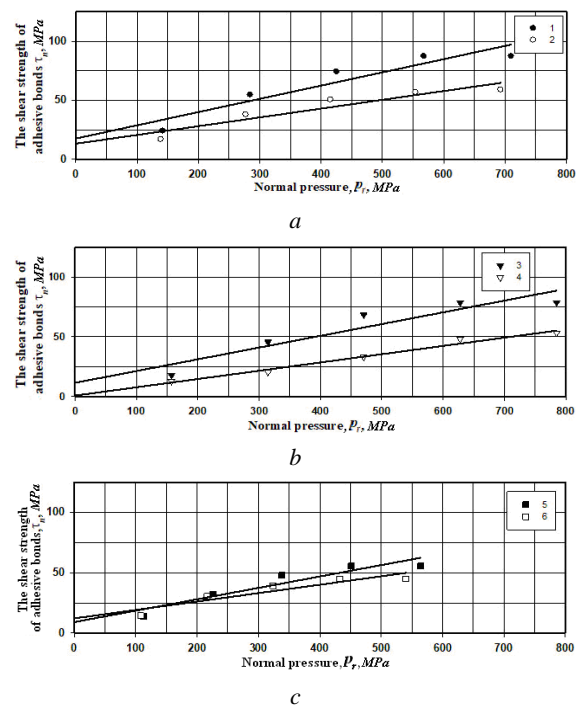 The shear strength of
adhesive bonds τn, MPa
100
50
0
0 100 200 300 400 500 600 700 800
Normal pressure, pr, MPa
1
2
a
The shear strength of
adhesive bonds τn, MPa
100
50
0
0 100 200 300 400 500 600 700 800
Normal pressure, pr, MPa
3
4
b
The shear strength
of adhesive bonds, τn, MPa
100
50
0
0 100 200 300 400 500 600 700 800
Normal pressure, pr, MPa
5
6
c